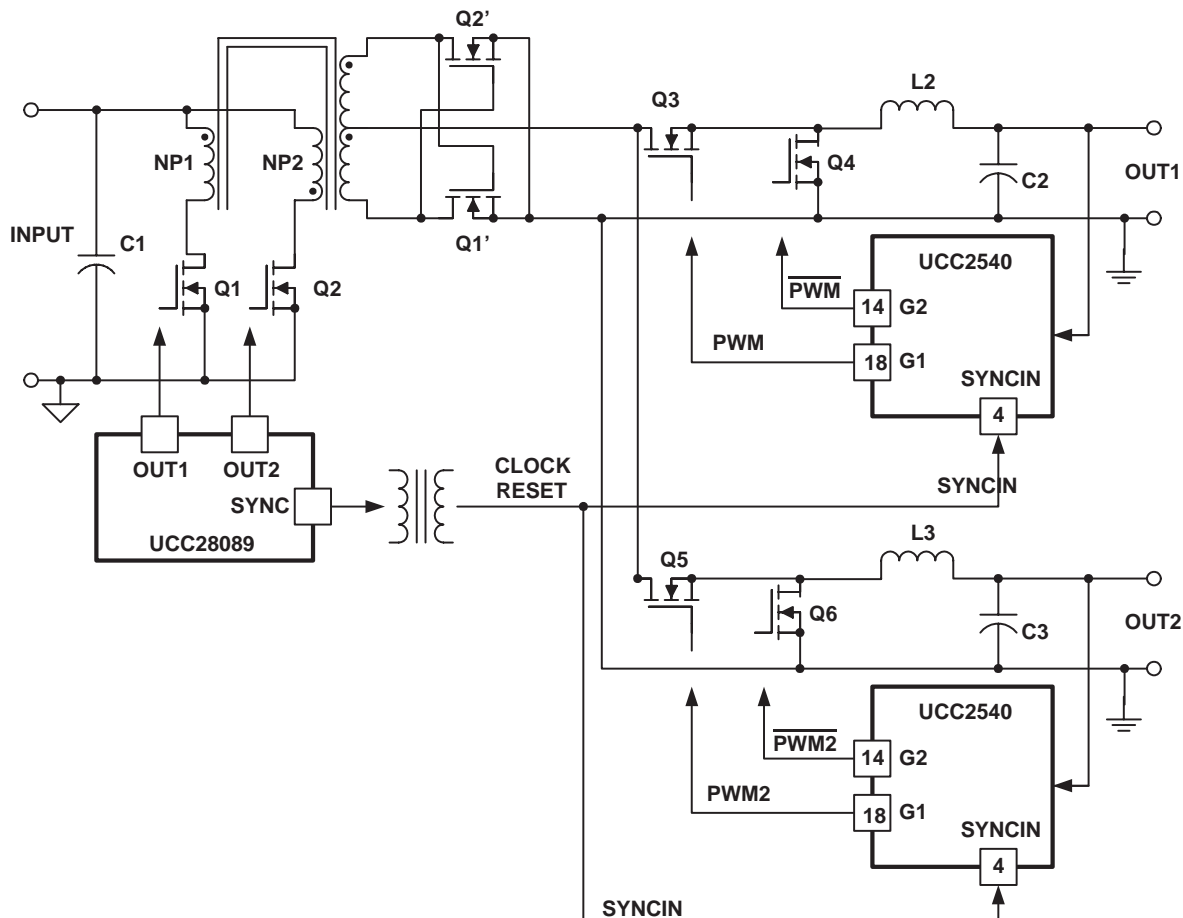 Q2'
Q3
L2
NP1
NP2
Q4
C2
OUT1
Q1'
INPUT
C1
Q1
Q2
UCC2540
PWM
14
G2
PWM
18
G1
SYNCIN
4
OUT1
OUT2
CLOCK
RESET
SYNCIN
SYNC
UCC28089
L3
Q5
Q6
C3
OUT2
UCC2540
PWM2
14
G2
PWM2
18
G1
SYNCIN
4
SYNCIN